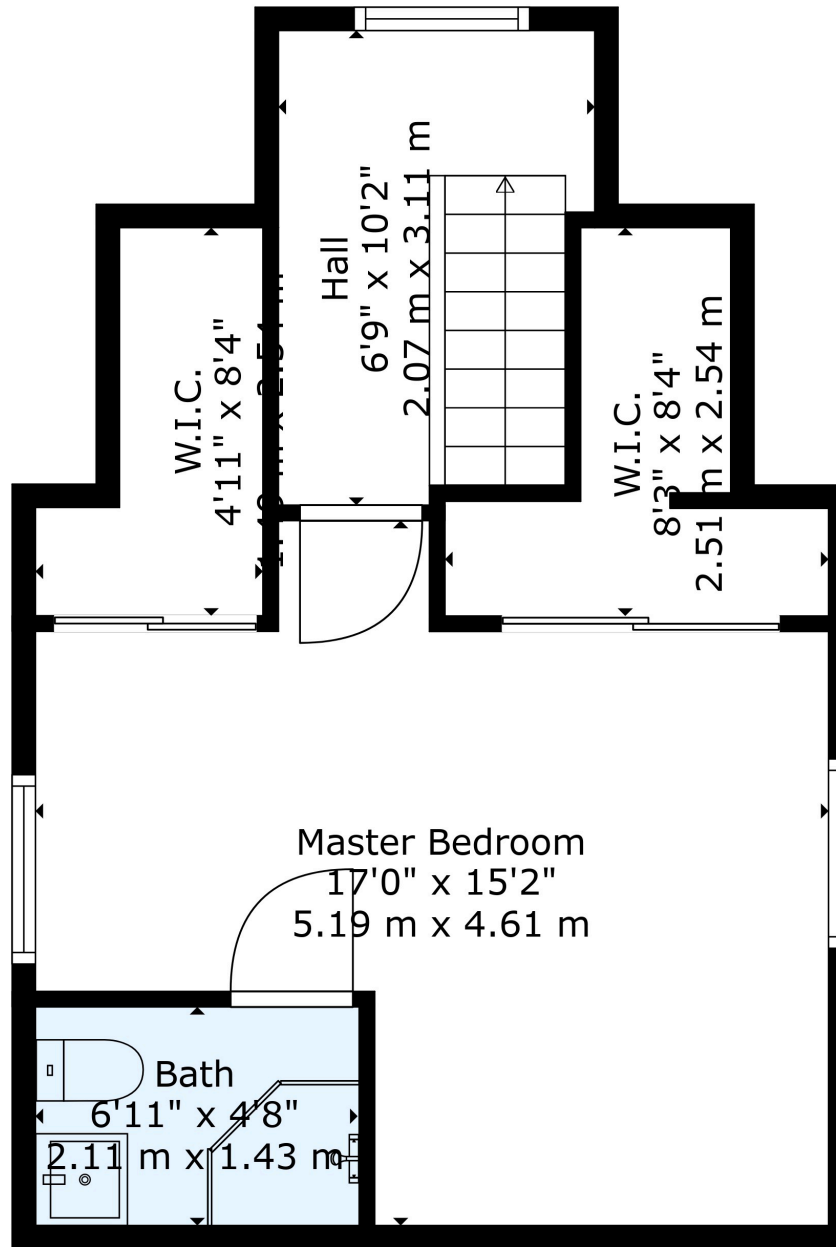 Hall
6'9" x 10'2"
2.07 m x 3.11 m
W.I.C.
4'11" x 8'4"
W.I.C.
8'3" x 8'4"
2.51 m x 2.54 m
Master Bedroom
17'0" x 15'2"
5.19 m x 4.61 m
Bath
6'11" x 4'8"
2.11 m x 1.43 m